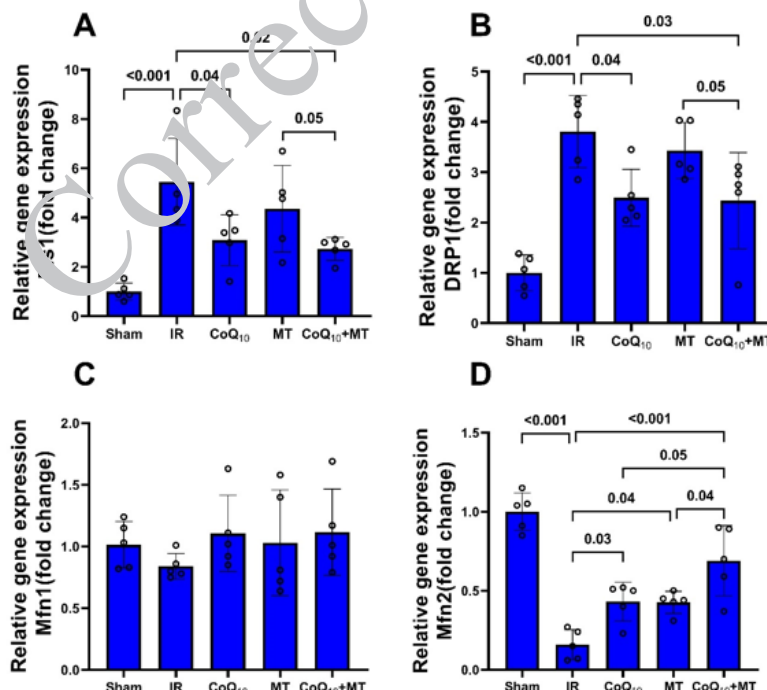 A
B
Correc
0.02
<0.001
0.04
0.05
0.03
<0.001
0.04
0.05
Relative gene expression
(fold change)
10
8
6
4
2
0
Sham IR CoQ10 MT CoQ10+MT
Relative gene expression
DRP1(fold change)
5
4
3
2
1
0
Sham IR CoQ10 MT CoQ10+MT
C
D
Relative gene expression
Mfn1(fold change)
2.0
1.5
1.0
0.5
0.0
Sham IR CoQ10 MT CoQ10+MT
<0.001
<0.001
0.05
0.04
0.04
0.03
Relative gene expression
Mfn2(fold change)
1.5
1.0
0.5
0.0
Sham IR CoQ10 MT CoQ10+MT